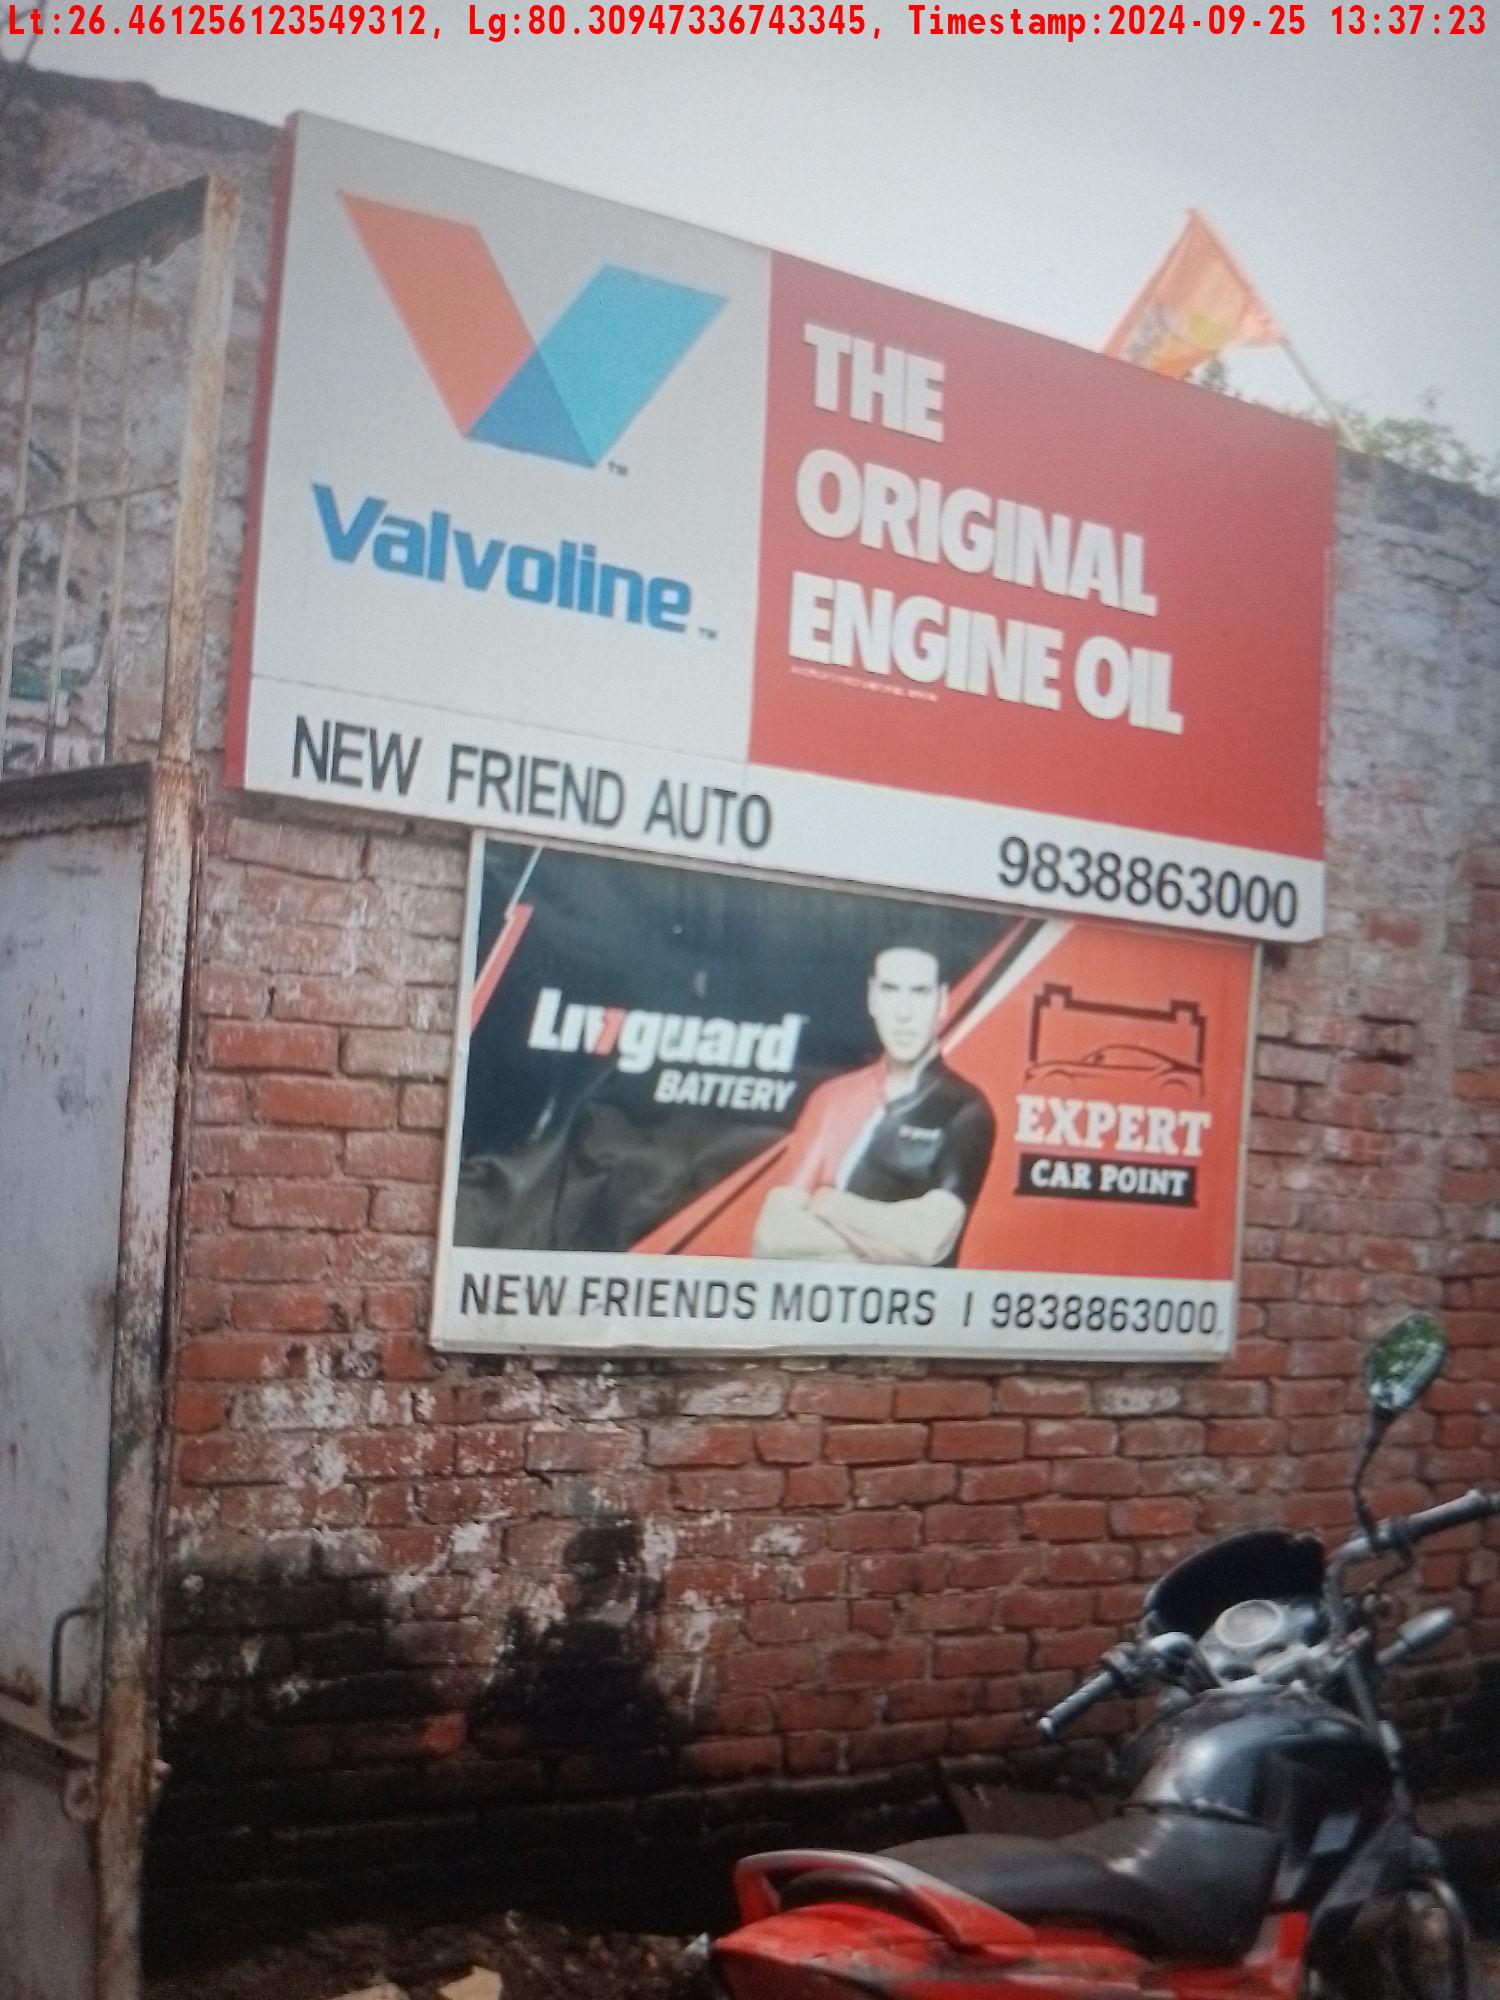 Lt:26.461256123549312, Lg:80.30947336743345, Timestamp:2024-09-25 13:37:23
Valvoline™
THE
ORIGINAL
ENGINE OIL
NEW FRIEND AUTO 9838863000
Livguard
BATTERY
EXPERT
CAR POINT
NEW FRIENDS MOTORS | 9838863000